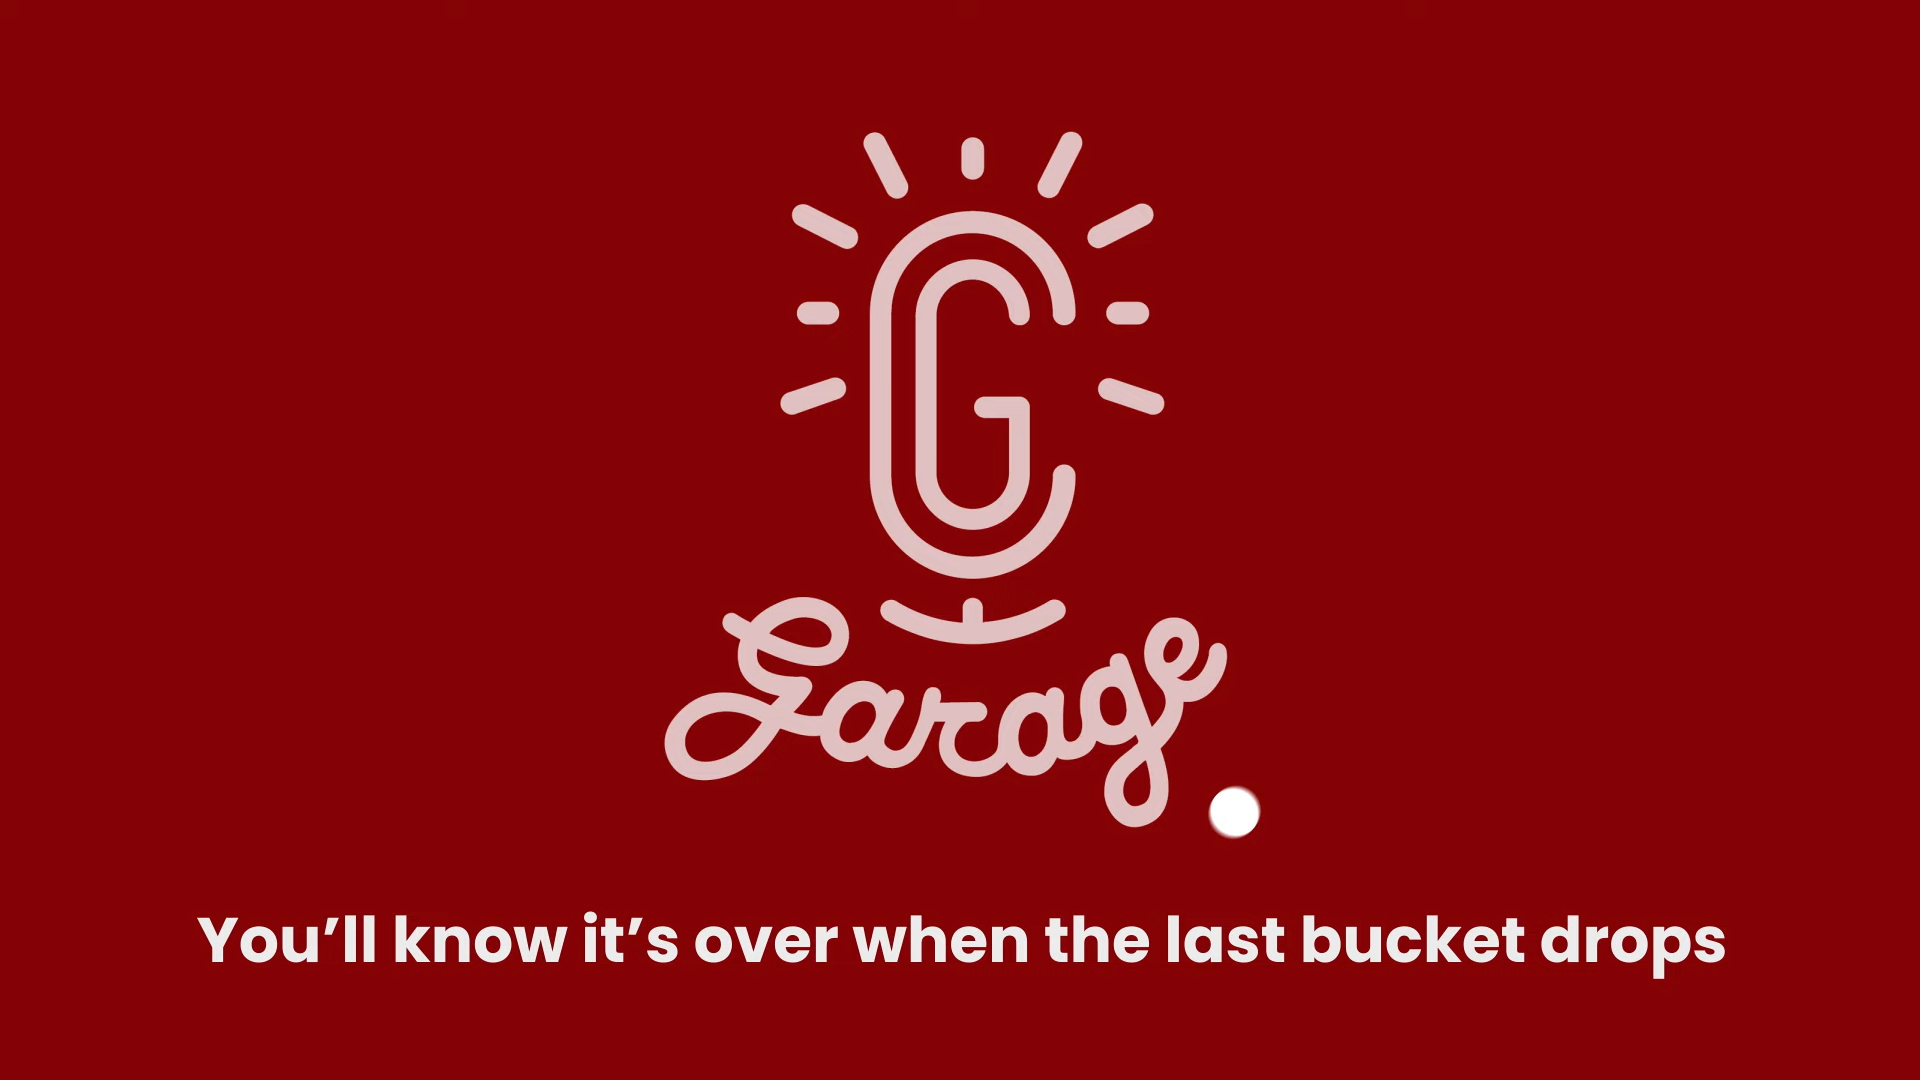 G
Garage
You’ll know it’s over when the last bucket drops